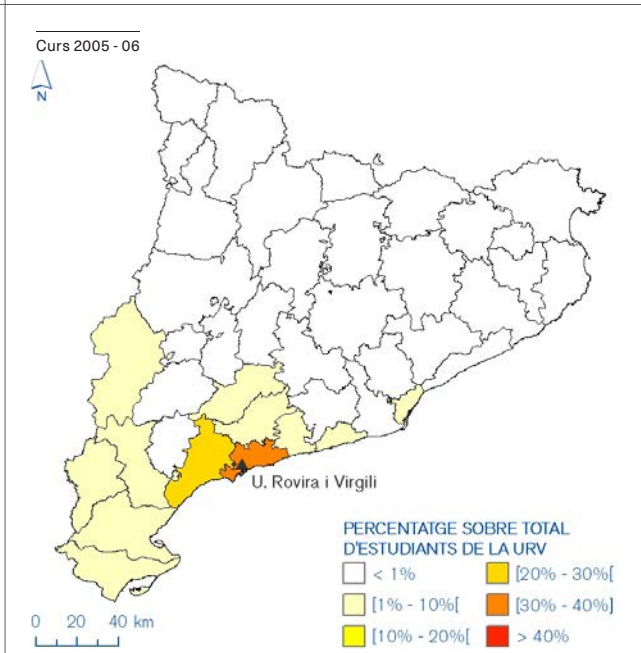 Curs 2005 - 06
N
U. Rovira i Virgili
PERCENTATGE SOBRE TOTAL
D'ESTUDIANTS DE LA URV
< 1%
[20% - 30%[
[1% - 10%[
[30% - 40%]
[10% - 20%[
> 40%
0 20 40 km